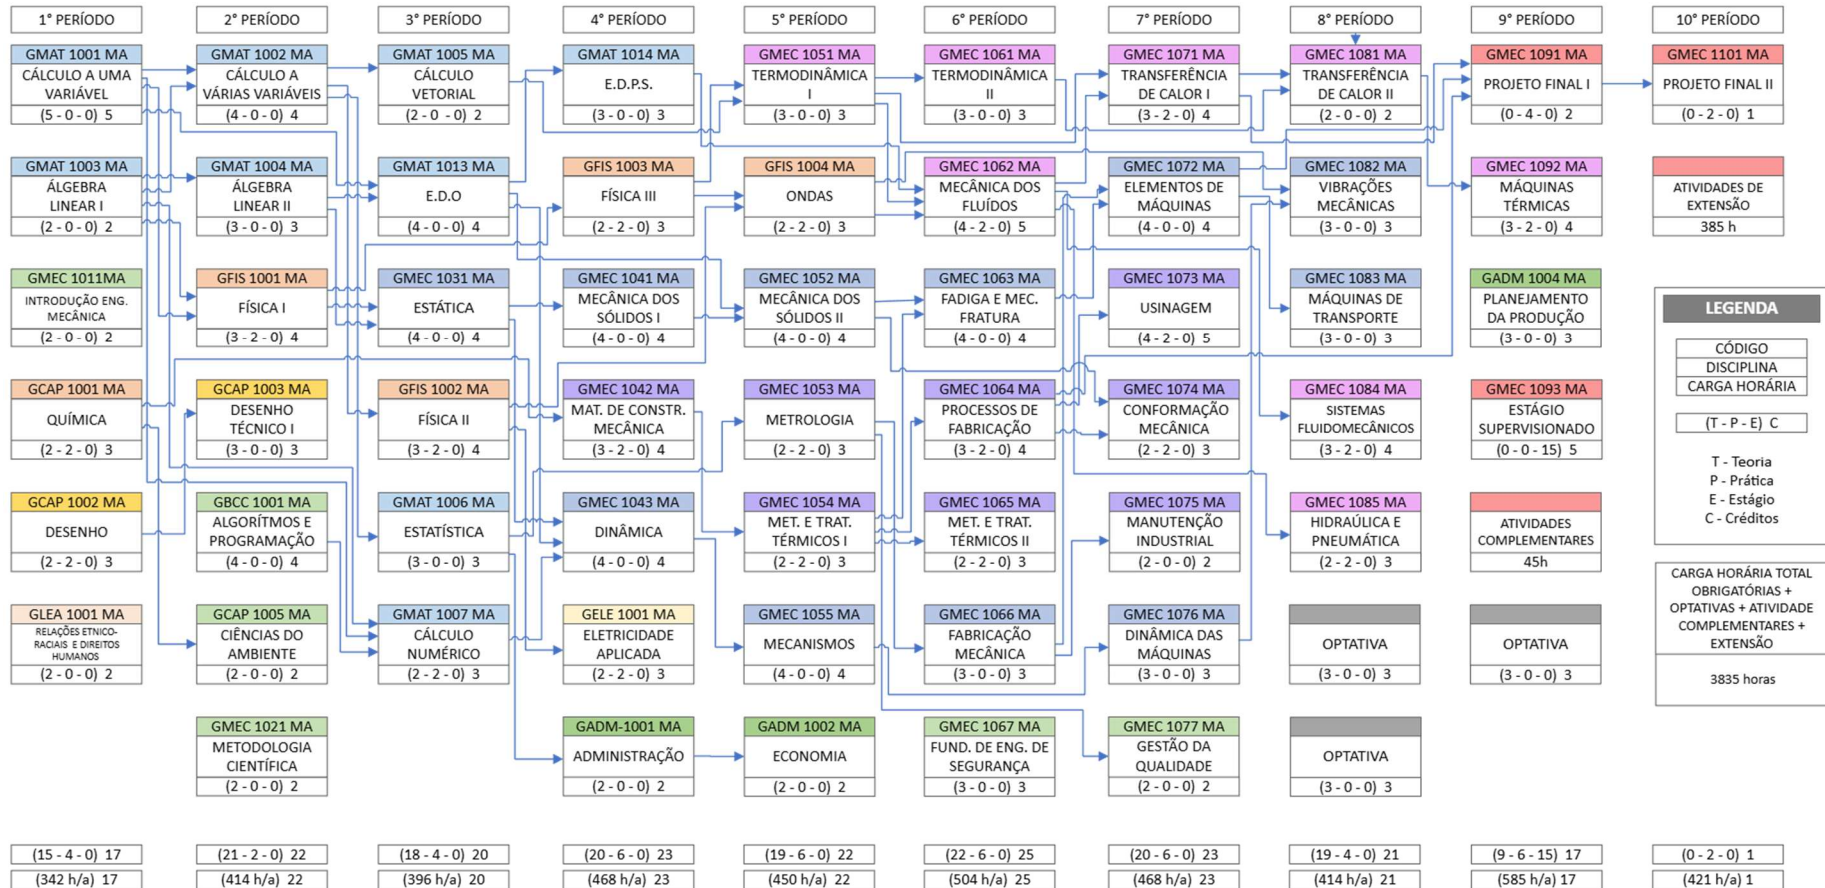 1° PERÍODO
2° PERÍODO
3° PERÍODO
4° PERÍODO
5° PERÍODO
6° PERÍODO
7° PERÍODO
8° PERÍODO
9° PERÍODO
10° PERÍODO
GMAT 1001 MA
CÁLCULO A UMA
VARIÁVEL
(5 - 0 - 0) 5
GMAT 1002 MA
CÁLCULO A
VÁRIAS VARIÁVEIS
(4 - 0 - 0) 4
GMAT 1005 MA
CÁLCULO
VETORIAL
(2 - 0 - 0) 2
GMAT 1014 MA
E.D.P.S.
(3 - 0 - 0) 3
GMEC 1051 MA
TERMODINÂMICA
I
(3 - 0 - 0) 3
GMEC 1061 MA
TERMODINÂMICA
II
(3 - 0 - 0) 3
GMEC 1071 MA
TRANSFERÊNCIA
DE CALOR I
(3 - 2 - 0) 4
GMEC 1081 MA
TRANSFERÊNCIA
DE CALOR II
(2 - 0 - 0) 2
GMEC 1091 MA
PROJETO FINAL I
(0 - 4 - 0) 2
GMEC 1101 MA
PROJETO FINAL II
(0 - 2 - 0) 1
GMAT 1003 MA
ÁLGEBRA
LINEAR I
(2 - 0 - 0) 2
GMAT 1004 MA
ÁLGEBRA
LINEAR II
(3 - 0 - 0) 3
GMAT 1013 MA
E.D.O
(4 - 0 - 0) 4
GFIS 1003 MA
FÍSICA III
(2 - 2 - 0) 3
GFIS 1004 MA
ONDAS
(2 - 2 - 0) 3
GMEC 1062 MA
MECÂNICA DOS
FLUÍDOS
(4 - 2 - 0) 5
GMEC 1072 MA
ELEMENTOS DE
MÁQUINAS
(4 - 0 - 0) 4
GMEC 1082 MA
VIBRAÇÕES
MECÂNICAS
(3 - 0 - 0) 3
GMEC 1092 MA
MÁQUINAS
TÉRMICAS
(3 - 2 - 0) 4
ATIVIDADES DE
EXTENSÃO
385 h
GMEC 1011MA
INTRODUÇÃO ENG.
MECÂNICA
(2 - 0 - 0) 2
GFIS 1001 MA
FÍSICA I
(3 - 2 - 0) 4
GMEC 1031 MA
ESTÁTICA
(4 - 0 - 0) 4
GMEC 1041 MA
MECÂNICA DOS
SÓLIDOS I
(4 - 0 - 0) 4
GMEC 1052 MA
MECÂNICA DOS
SÓLIDOS II
(4 - 0 - 0) 4
GMEC 1063 MA
FADIGA E MEC.
FRATURA
(4 - 0 - 0) 4
GMEC 1073 MA
USINAGEM
(4 - 2 - 0) 5
GMEC 1083 MA
MÁQUINAS DE
TRANSPORTE
(3 - 0 - 0) 3
GADM 1004 MA
PLANEJAMENTO
DA PRODUÇÃO
(3 - 0 - 0) 3
GCAP 1001 MA
QUÍMICA
(2 - 2 - 0) 3
GCAP 1003 MA
DESENHO
TÉCNICO I
(3 - 0 - 0) 3
GFIS 1002 MA
FÍSICA II
(3 - 2 - 0) 4
GMEC 1042 MA
MAT. DE CONSTR.
MECÂNICA
(3 - 2 - 0) 4
GMEC 1053 MA
METROLOGIA
(2 - 2 - 0) 3
GMEC 1064 MA
PROCESSOS DE
FABRICAÇÃO
(3 - 2 - 0) 4
GMEC 1074 MA
CONFORMAÇÃO
MECÂNICA
(2 - 2 - 0) 3
GMEC 1084 MA
SISTEMAS
FLUIDOMECÂNICOS
(3 - 2 - 0) 4
GMEC 1093 MA
ESTÁGIO
SUPERVISIONADO
(0 - 0 - 15) 5
GCAP 1002 MA
DESENHO
(2 - 2 - 0) 3
GBCC 1001 MA
ALGORÍTMOS E
PROGRAMAÇÃO
(4 - 0 - 0) 4
GMAT 1006 MA
ESTATÍSTICA
(3 - 0 - 0) 3
GMEC 1043 MA
DINÂMICA
(4 - 0 - 0) 4
GMEC 1054 MA
MET. E TRAT.
TÉRMICOS I
(2 - 2 - 0) 3
GMEC 1065 MA
MET. E TRAT.
TÉRMICOS II
(2 - 2 - 0) 3
GMEC 1075 MA
MANUTENÇÃO
INDUSTRIAL
(2 - 0 - 0) 2
GMEC 1085 MA
HIDRAÚLICA E
PNEUMÁTICA
(2 - 2 - 0) 3
ATIVIDADES
COMPLEMENTARES
45h
GLEA 1001 MA
RELAÇÕES ETNICO-
RACIAIS E DIREITOS
HUMANOS
(2 - 0 - 0) 2
GCAP 1005 MA
CIÊNCIAS DO
AMBIENTE
(2 - 0 - 0) 2
GMAT 1007 MA
CÁLCULO
NUMÉRICO
(2 - 2 - 0) 3
GELE 1001 MA
ELETRICIDADE
APLICADA
(2 - 2 - 0) 3
GMEC 1055 MA
MECANISMOS
(4 - 0 - 0) 4
GMEC 1066 MA
FABRICAÇÃO
MECÂNICA
(3 - 0 - 0) 3
GMEC 1076 MA
DINÂMICA DAS
MÁQUINAS
(3 - 0 - 0) 3
OPTATIVA
(3 - 0 - 0) 3
OPTATIVA
(3 - 0 - 0) 3
GMEC 1021 MA
METODOLOGIA
CIENTÍFICA
(2 - 0 - 0) 2
GADM-1001 MA
ADMINISTRAÇÃO
(2 - 0 - 0) 2
GADM 1002 MA
ECONOMIA
(2 - 0 - 0) 2
GMEC 1067 MA
FUND. DE ENG. DE
SEGURANÇA
(3 - 0 - 0) 3
GMEC 1077 MA
GESTÃO DA
QUALIDADE
(2 - 0 - 0) 2
OPTATIVA
(3 - 0 - 0) 3
LEGENDA
CÓDIGO
DISCIPLINA
CARGA HORÁRIA
(T - P - E) C
T - Teoria
P - Prática
E - Estágio
C - Créditos
CARGA HORÁRIA TOTAL
OBRIGATÓRIAS +
OPTATIVAS + ATIVIDADE
COMPLEMENTARES +
EXTENSÃO
3835 horas
(15 - 4 - 0) 17
(21 - 2 - 0) 22
(18 - 4 - 0) 20
(20 - 6 - 0) 23
(19 - 6 - 0) 22
(22 - 6 - 0) 25
(20 - 6 - 0) 23
(19 - 4 - 0) 21
(9 - 6 - 15) 17
(0 - 2 - 0) 1
(342 h/a) 17
(414 h/a) 22
(396 h/a) 20
(468 h/a) 23
(450 h/a) 22
(504 h/a) 25
(468 h/a) 23
(414 h/a) 21
(585 h/a) 17
(421 h/a) 1